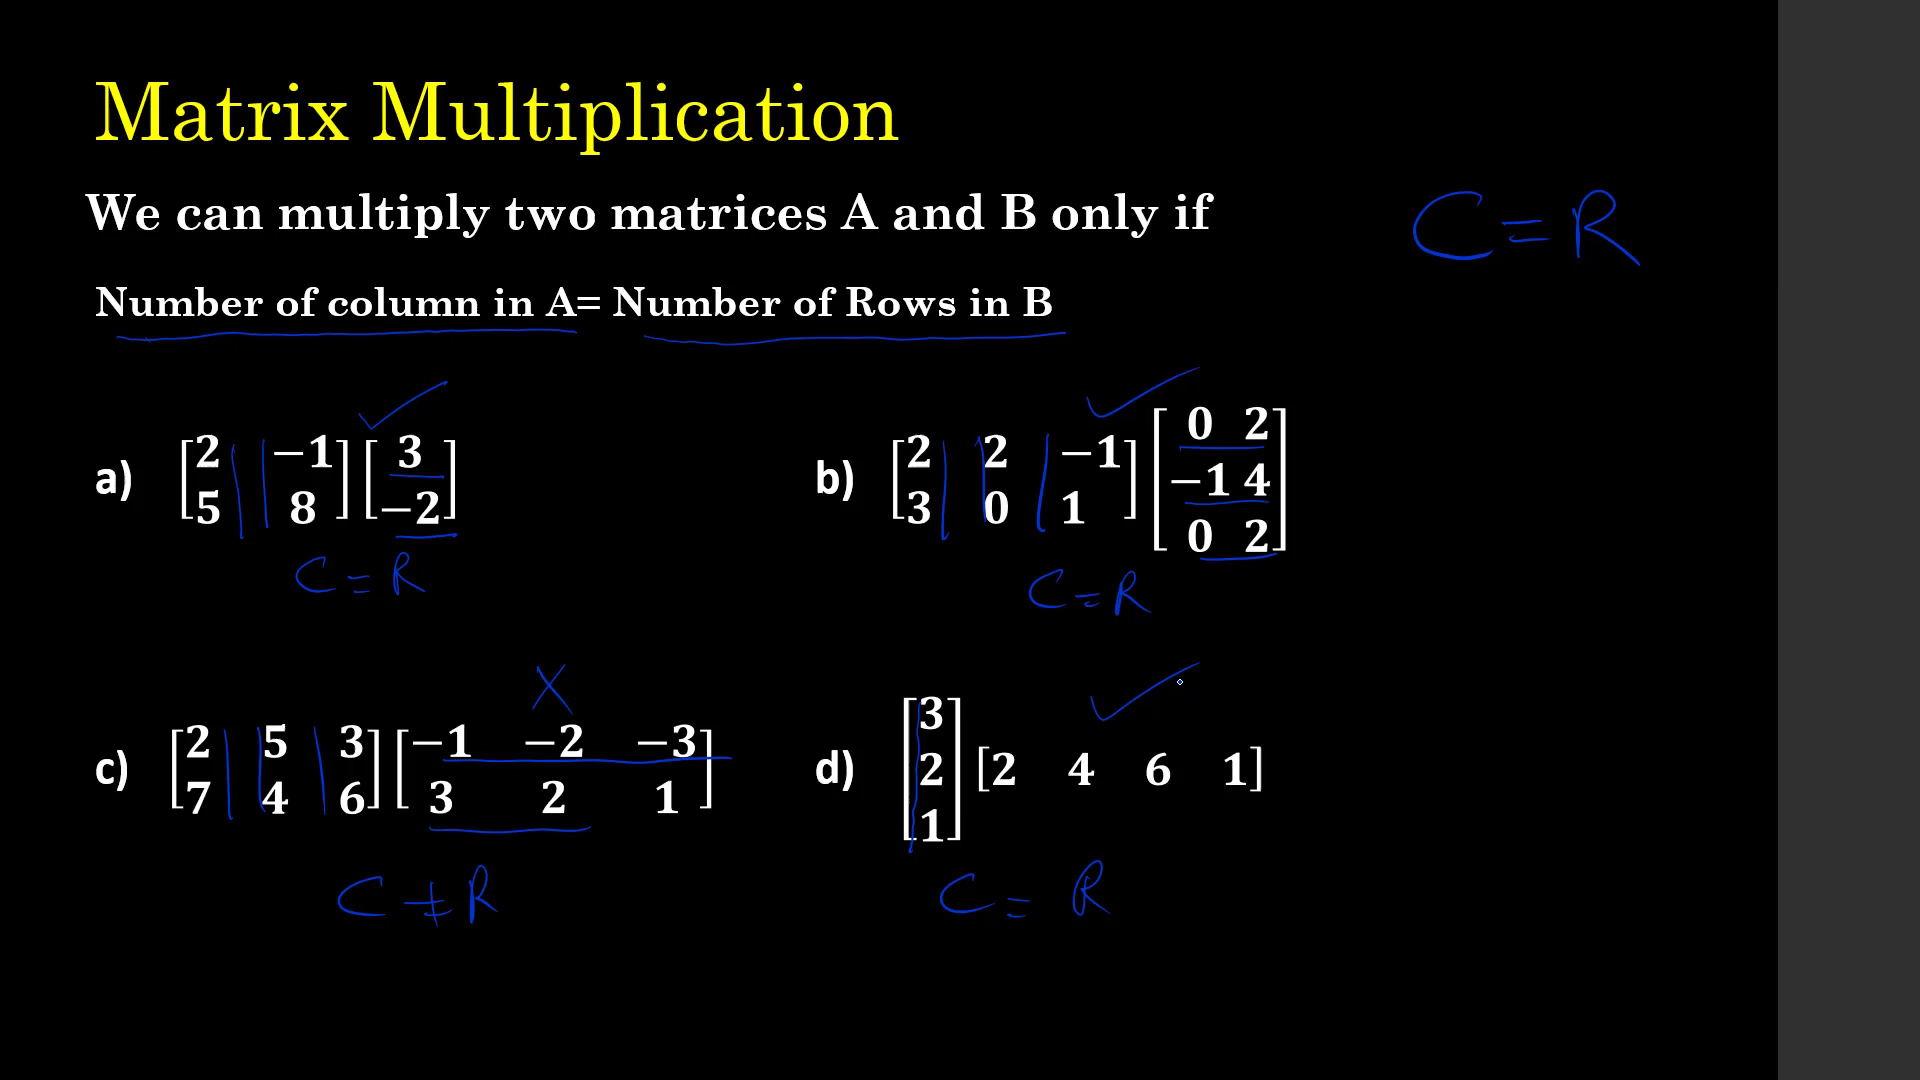 Matrix Multiplication
We can multiply two matrices A and B only if
C = R
Number of column in A= Number of Rows in B
a) [2 −1] [3]
[5 8] [−2]
C = R
b) [2 2 −1] [0 2]
[3 0 1] [−1 4]
[0 2]
C = R
X
c) [2 5 3] [−1 −2 −3]
[7 4 6] [3 2 1]
C ≠ R
d) [3]
[2] [2 4 6 1]
[1]
C = R